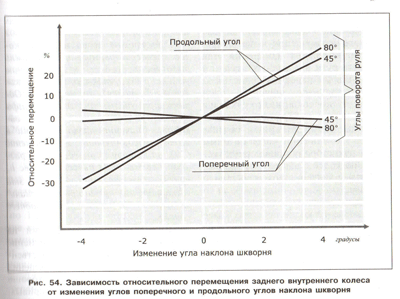 %
Продольный угол
80°
45°
20
10
0
-10
-20
-30
45°
80°
Поперечный угол
Относительное перемещение
Углы поворота руля
-4
-2
0
2
4
градусы
Изменение угла наклона шкворня
Рис. 54. Зависимость относительного перемещения заднего внутреннего колеса
от изменения углов поперечного и продольного углов наклона шкворня